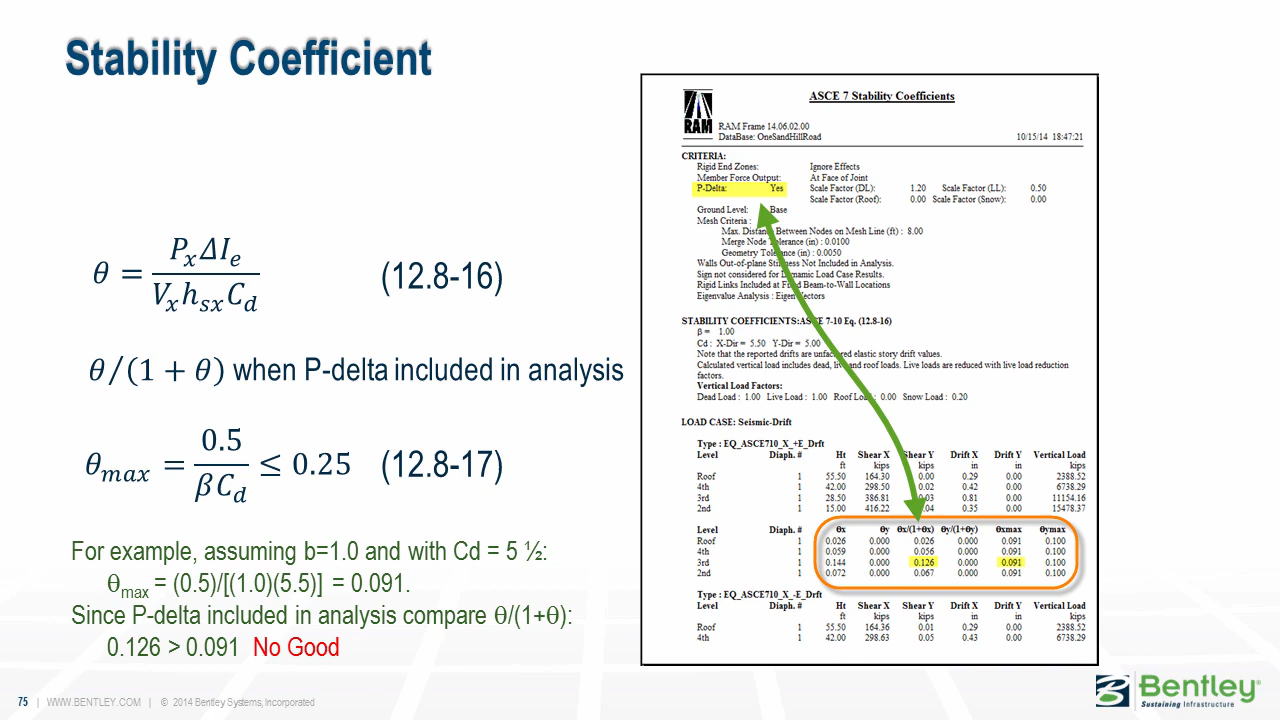 Stability Coefficient
θ = PₓΔIₑ / VₓhₛₓC_d (12.8-16)
θ/(1 + θ) when P-delta included in analysis
θₘₐₓ = 0.5 / βC_d ≤ 0.25 (12.8-17)
For example, assuming b=1.0 and with Cd = 5 ½:
θmax = (0.5)/[(1.0)(5.5)] = 0.091.
Since P-delta included in analysis compare θ/(1+θ):
0.126 > 0.091 No Good
ASCE 7 Stability Coefficients
RAM
RAM Frame 14.06.02.00
DataBase: OneSandHillRoad 10/15/14 18:47:21
CRITERIA:
Rigid End Zones: Ignore Effects
Member Force Output: At Face of Joint
P-Delta: Yes Scale Factor (DL): 1.20 Scale Factor (LL): 0.50
Scale Factor (Roof): 0.00 Scale Factor (Snow): 0.00
Ground Level: Base
Mesh Criteria :
Max. Distance Between Nodes on Mesh Line (ft) : 8.00
Merge Node Tolerance (in) : 0.0100
Geometry Tolerance (in) : 0.0050
Walls Out-of-plane Stiffness Not Included in Analysis.
Sign not considered for Dynamic Load Case Results.
Rigid Links Included at Fixed Beam-to-Wall Locations
Eigenvalue Analysis : Eigen Vectors
STABILITY COEFFICIENTS:ASCE 7-10 Eq. (12.8-16)
β = 1.00
Cd : X-Dir = 5.50 Y-Dir = 5.00
Note that the reported drifts are unfactored elastic story drift values.
Calculated vertical load includes dead, live and roof loads. Live loads are reduced with live load reduction
factors.
Vertical Load Factors:
Dead Load : 1.00 Live Load : 1.00 Roof Load : 0.00 Snow Load : 0.20
LOAD CASE: Seismic-Drift
Type : EQ_ASCE710_X_+E_Drft
Level Diaph. # Ht Shear X Shear Y Drift X Drift Y Vertical Load
ft kips kips in in kips
Roof 1 55.50 164.30 0.00 0.29 0.00 2388.52
4th 1 42.00 298.50 0.02 0.42 0.00 6738.29
3rd 1 28.50 386.81 0.03 0.81 0.00 11154.16
2nd 1 15.00 416.22 0.04 0.35 0.00 15478.37
Level Diaph. # θx θy θx/(1+θx) θy/(1+θy) θxmax θymax
Roof 1 0.026 0.000 0.026 0.000 0.091 0.100
4th 1 0.059 0.000 0.056 0.000 0.091 0.100
3rd 1 0.144 0.000 0.126 0.000 0.091 0.100
2nd 1 0.072 0.000 0.067 0.000 0.091 0.100
Type : EQ_ASCE710_X_-E_Drft
Level Diaph. # Ht Shear X Shear Y Drift X Drift Y Vertical Load
ft kips kips in in kips
Roof 1 55.50 164.36 0.01 0.29 0.00 2388.52
4th 1 42.00 298.63 0.05 0.43 0.00 6738.29
75 | WWW.BENTLEY.COM | © 2014 Bentley Systems, Incorporated
Bentley®
Sustaining Infrastructure